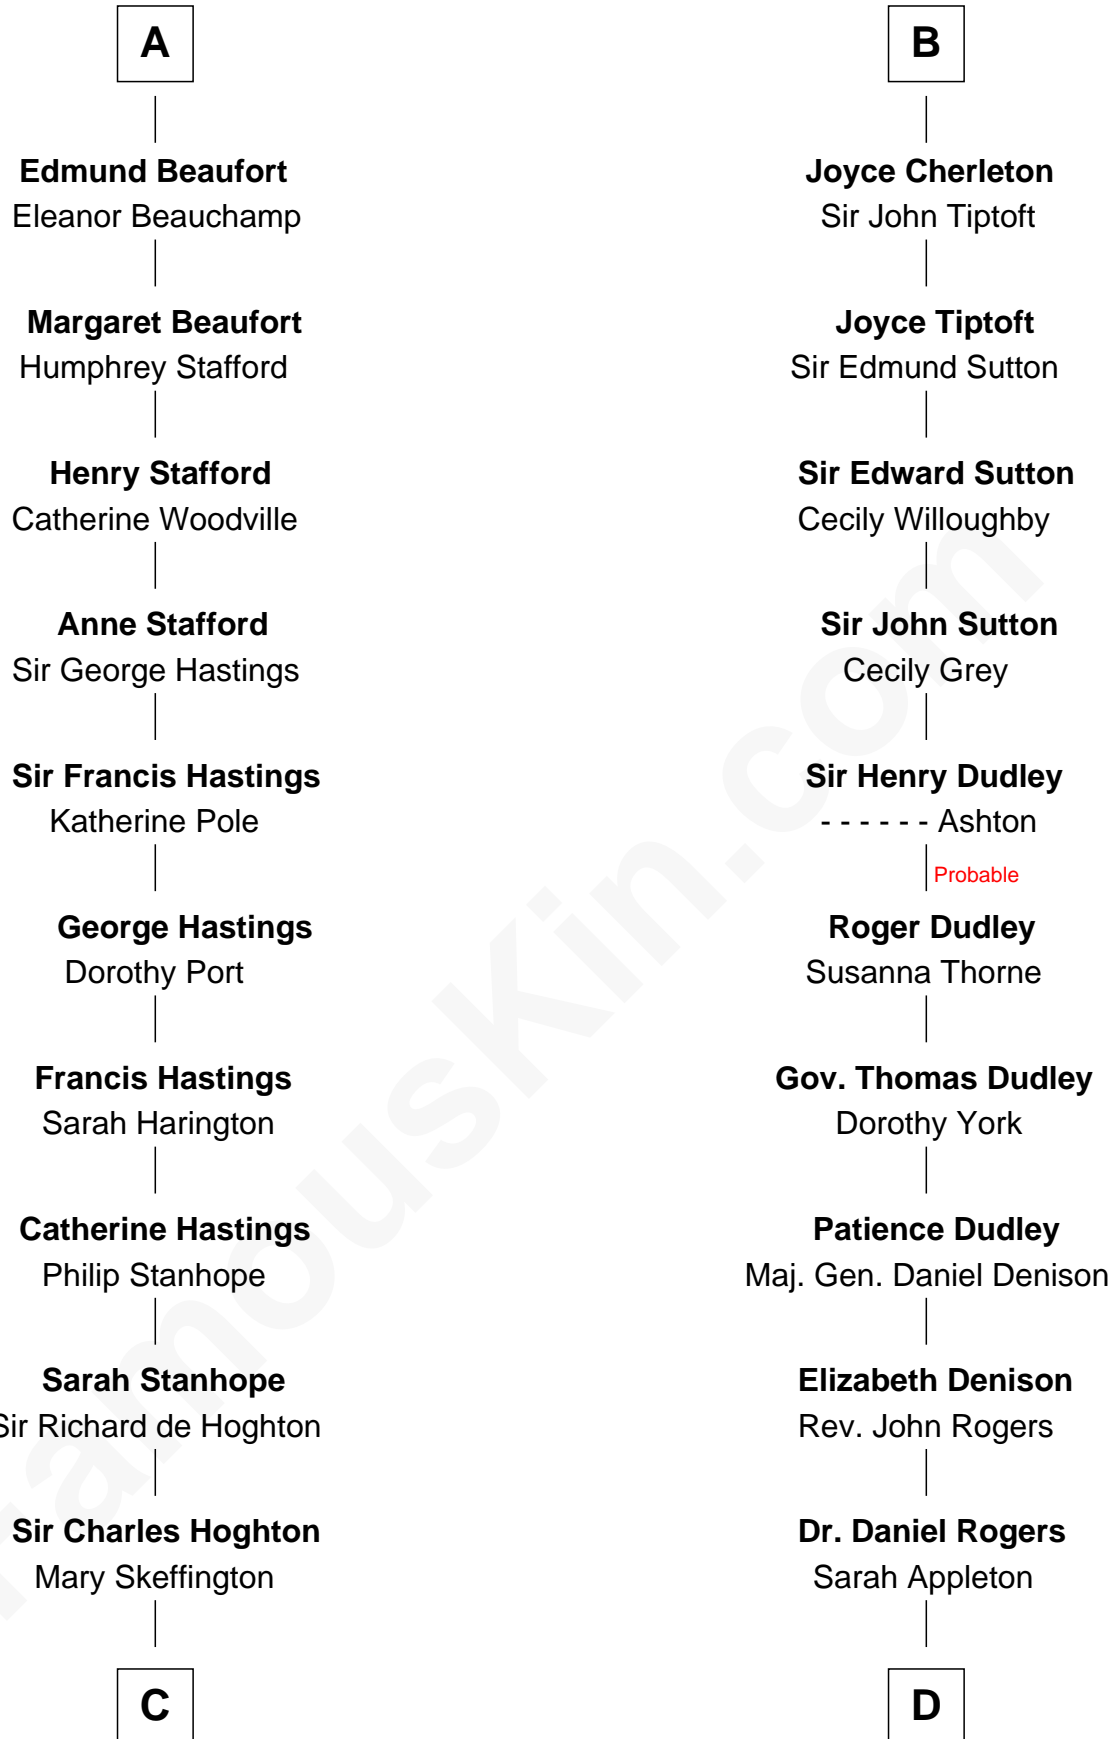 A
Edmund Beaufort
Eleanor Beauchamp
Margaret Beaufort
Humphrey Stafford
Henry Stafford
Catherine Woodville
Anne Stafford
Sir George Hastings
Sir Francis Hastings
Katherine Pole
George Hastings
Dorothy Port
Francis Hastings
Sarah Harington
Catherine Hastings
Philip Stanhope
Sarah Stanhope
Sir Richard de Hoghton
Sir Charles Hoghton
Mary Skeffington
C
B
Joyce Cherleton
Sir John Tiptoft
Joyce Tiptoft
Sir Edmund Sutton
Sir Edward Sutton
Cecily Willoughby
Sir John Sutton
Cecily Grey
Sir Henry Dudley
- - - - - - Ashton
Probable
Roger Dudley
Susanna Thorne
Gov. Thomas Dudley
Dorothy York
Patience Dudley
Maj. Gen. Daniel Denison
Elizabeth Denison
Rev. John Rogers
Dr. Daniel Rogers
Sarah Appleton
D
FamousKin.com